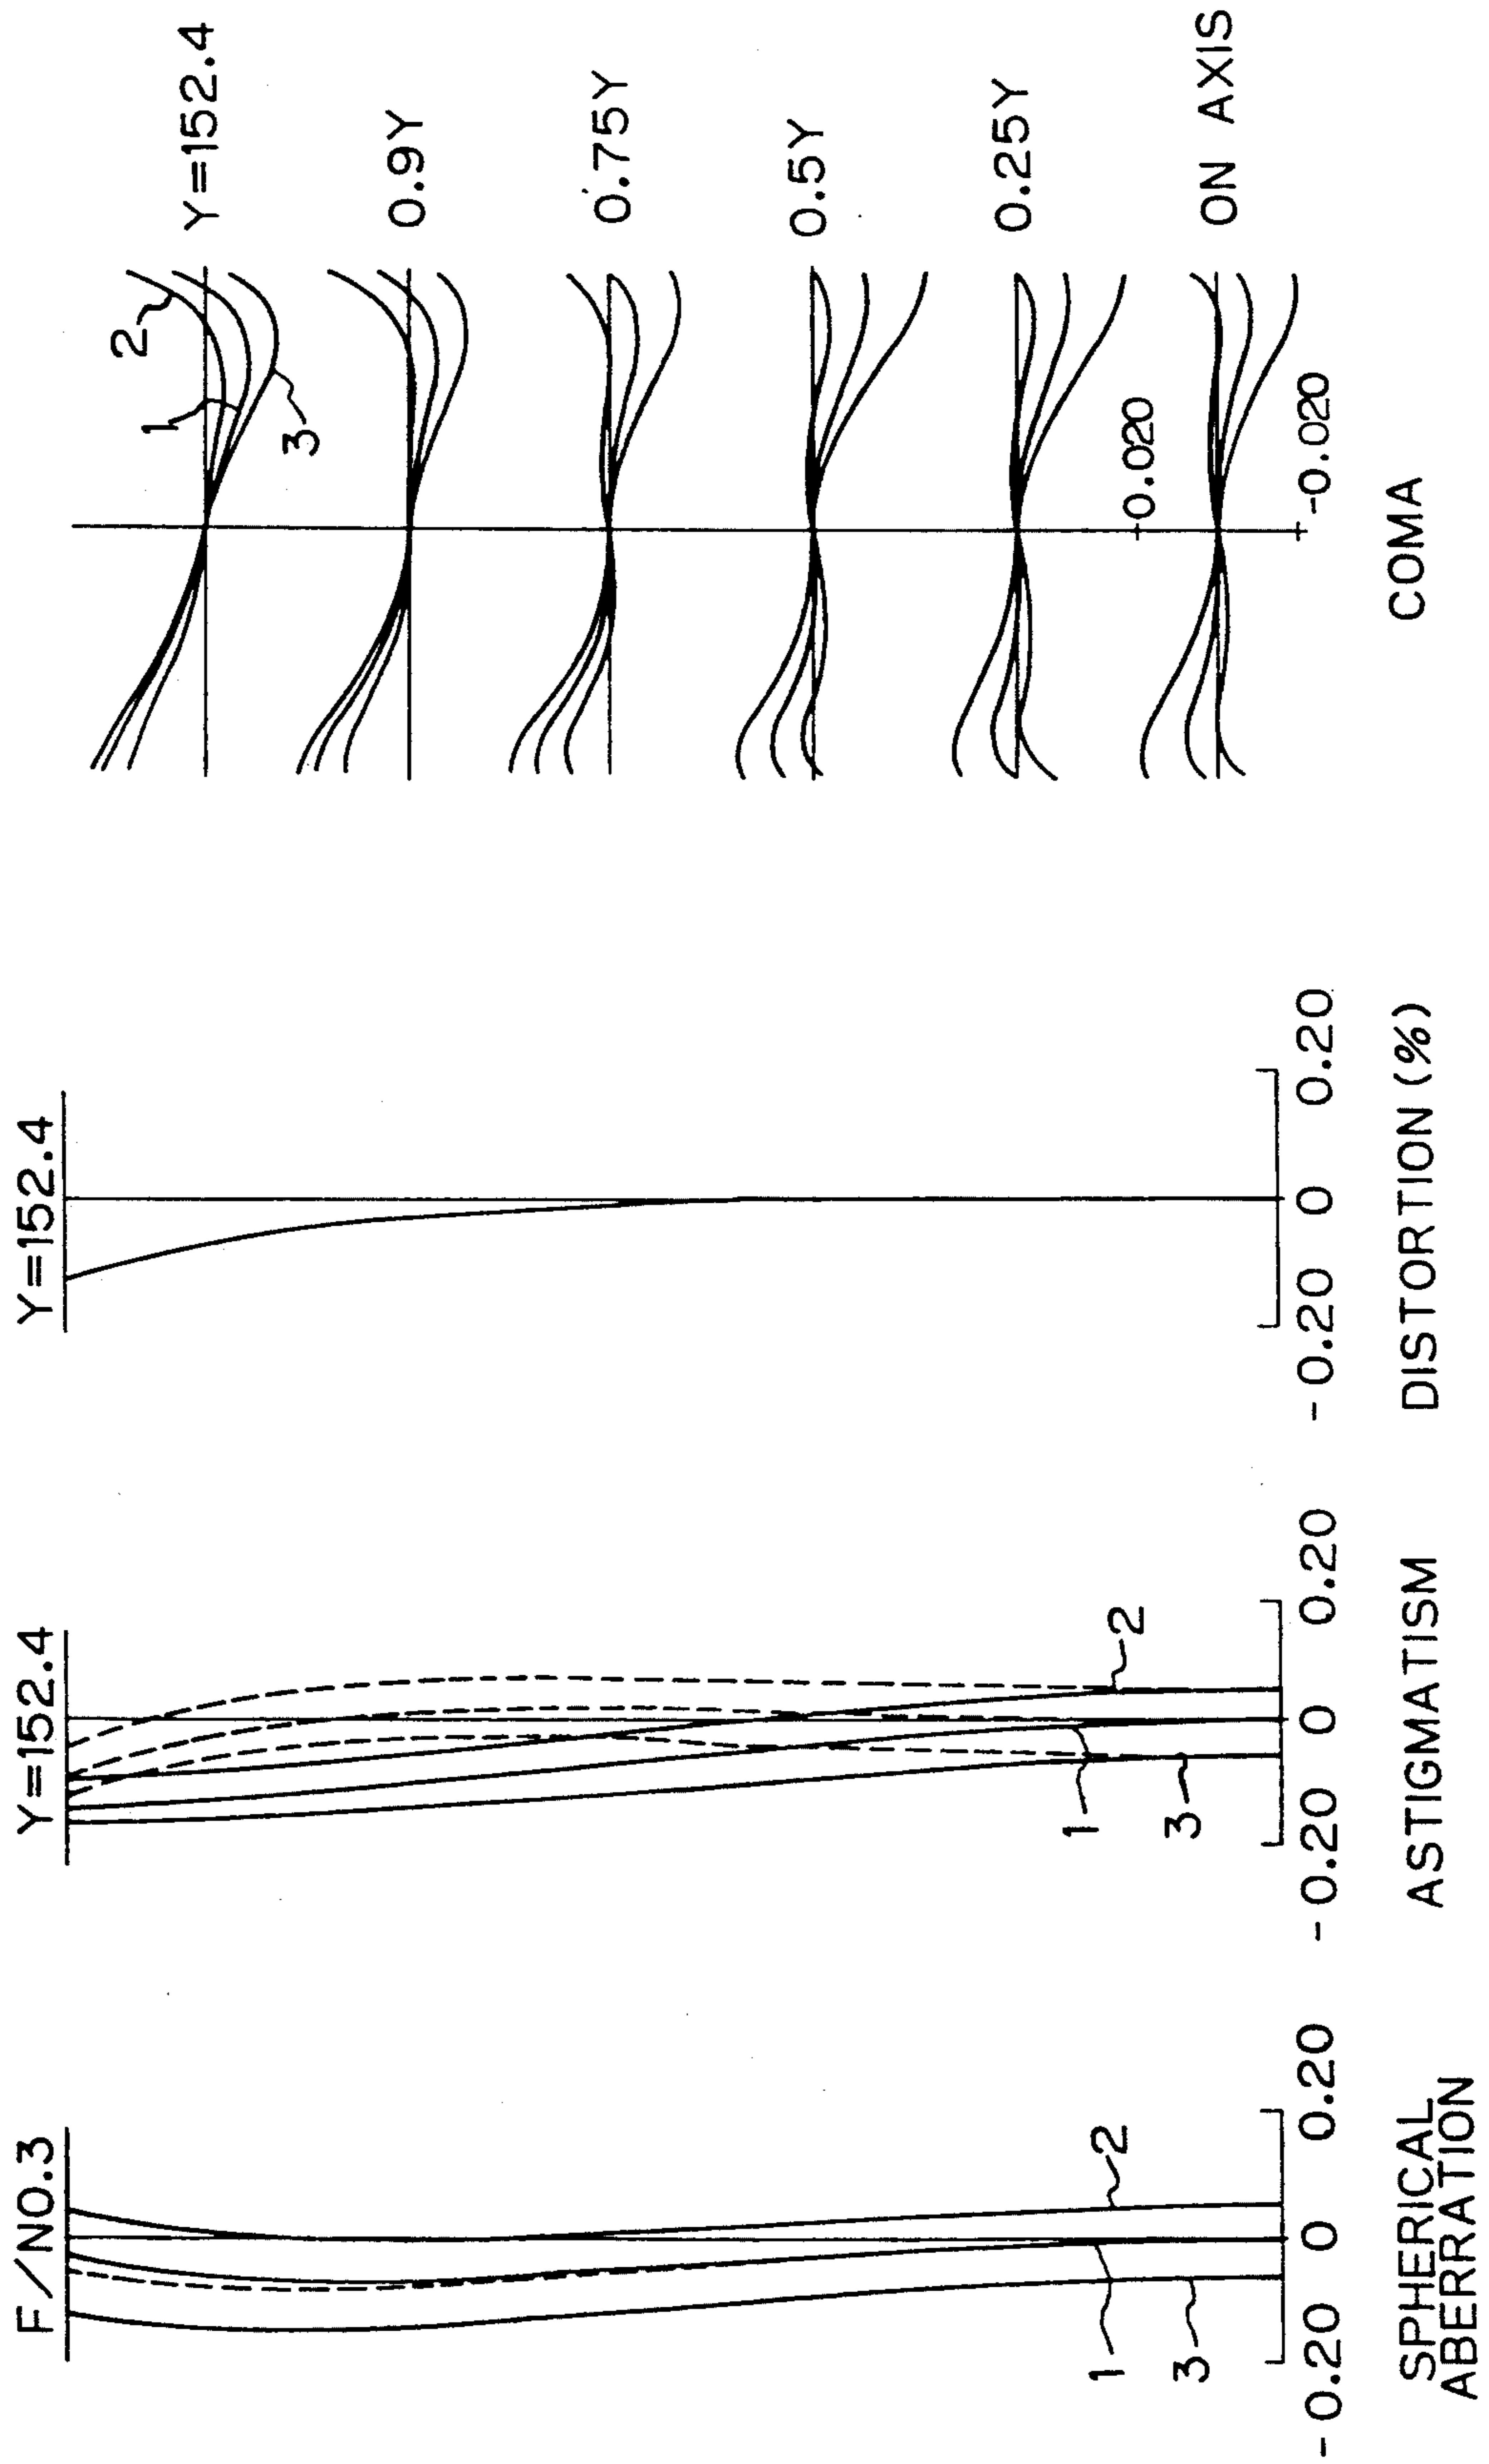 F/NO.3
1
2
3
-0.20 0 0.20
SPHERICAL
ABERRATION
Y=152.4
1
2
3
-0.20 0 0.20
ASTIGMATISM
Y=152.4
-0.20 0 0.20
DISTORTION (%)
Y=152.4
1
2
3
0.9Y
0.75Y
0.5Y
0.25Y
0.020
ON AXIS
-0.020
COMA